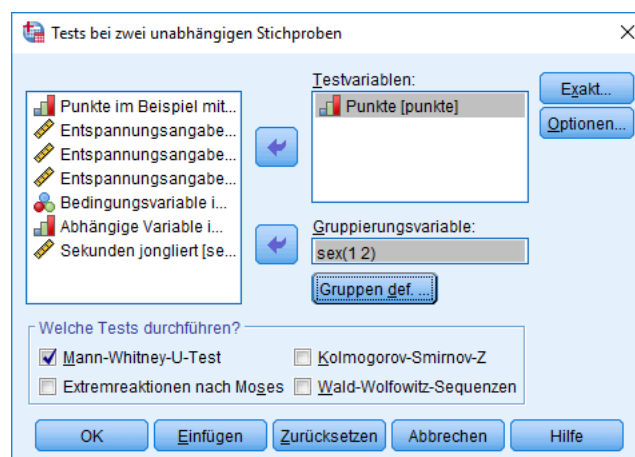 Tests bei zwei unabhängigen Stichproben
Testvariablen:
Punkte im Beispiel mit...
Entspannungsangabe...
Entspannungsangabe...
Entspannungsangabe...
Bedingungsvariable i...
Abhängige Variable i...
Sekunden jongliert [se...
Punkte [punkte]
Exakt...
Optionen...
Gruppierungsvariable:
sex(1 2)
Gruppen def. ...
Welche Tests durchführen?
Mann-Whitney-U-Test
Kolmogorov-Smirnov-Z
Extremreaktionen nach Moses
Wald-Wolfowitz-Sequenzen
OK
Einfügen
Zurücksetzen
Abbrechen
Hilfe